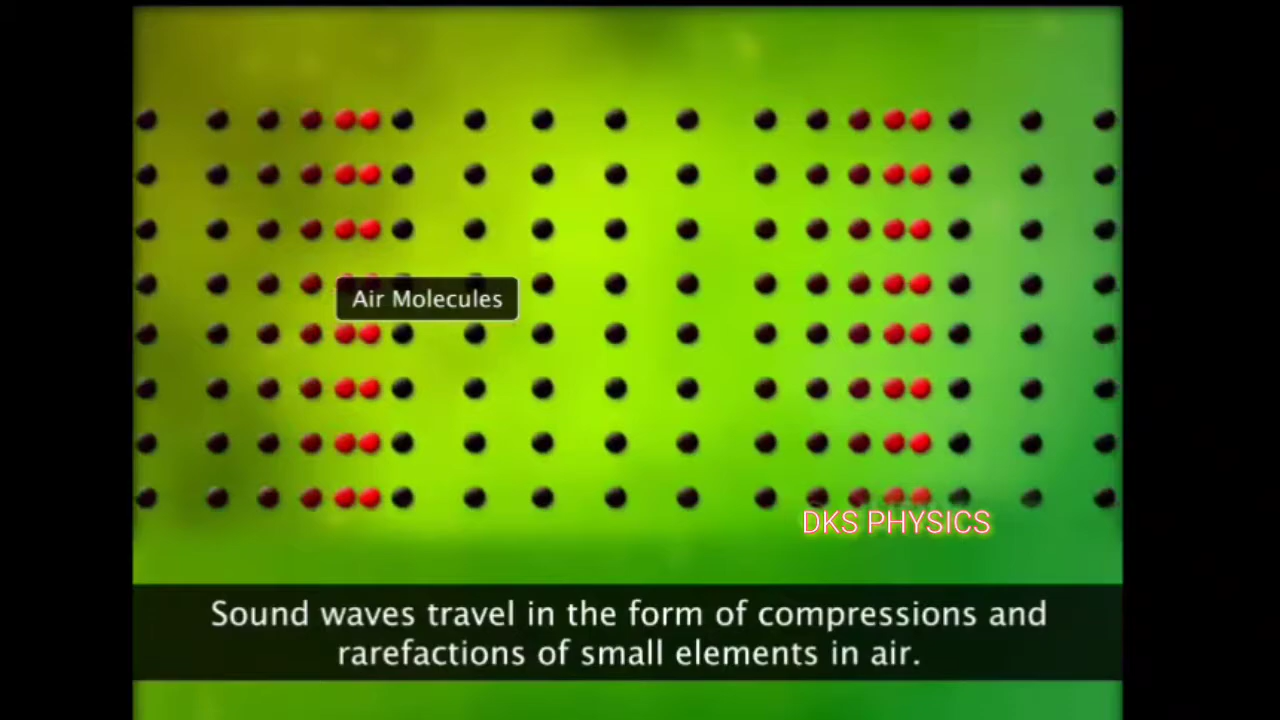 Air Molecules
DKS PHYSICS
Sound waves travel in the form of compressions and
rarefactions of small elements in air.